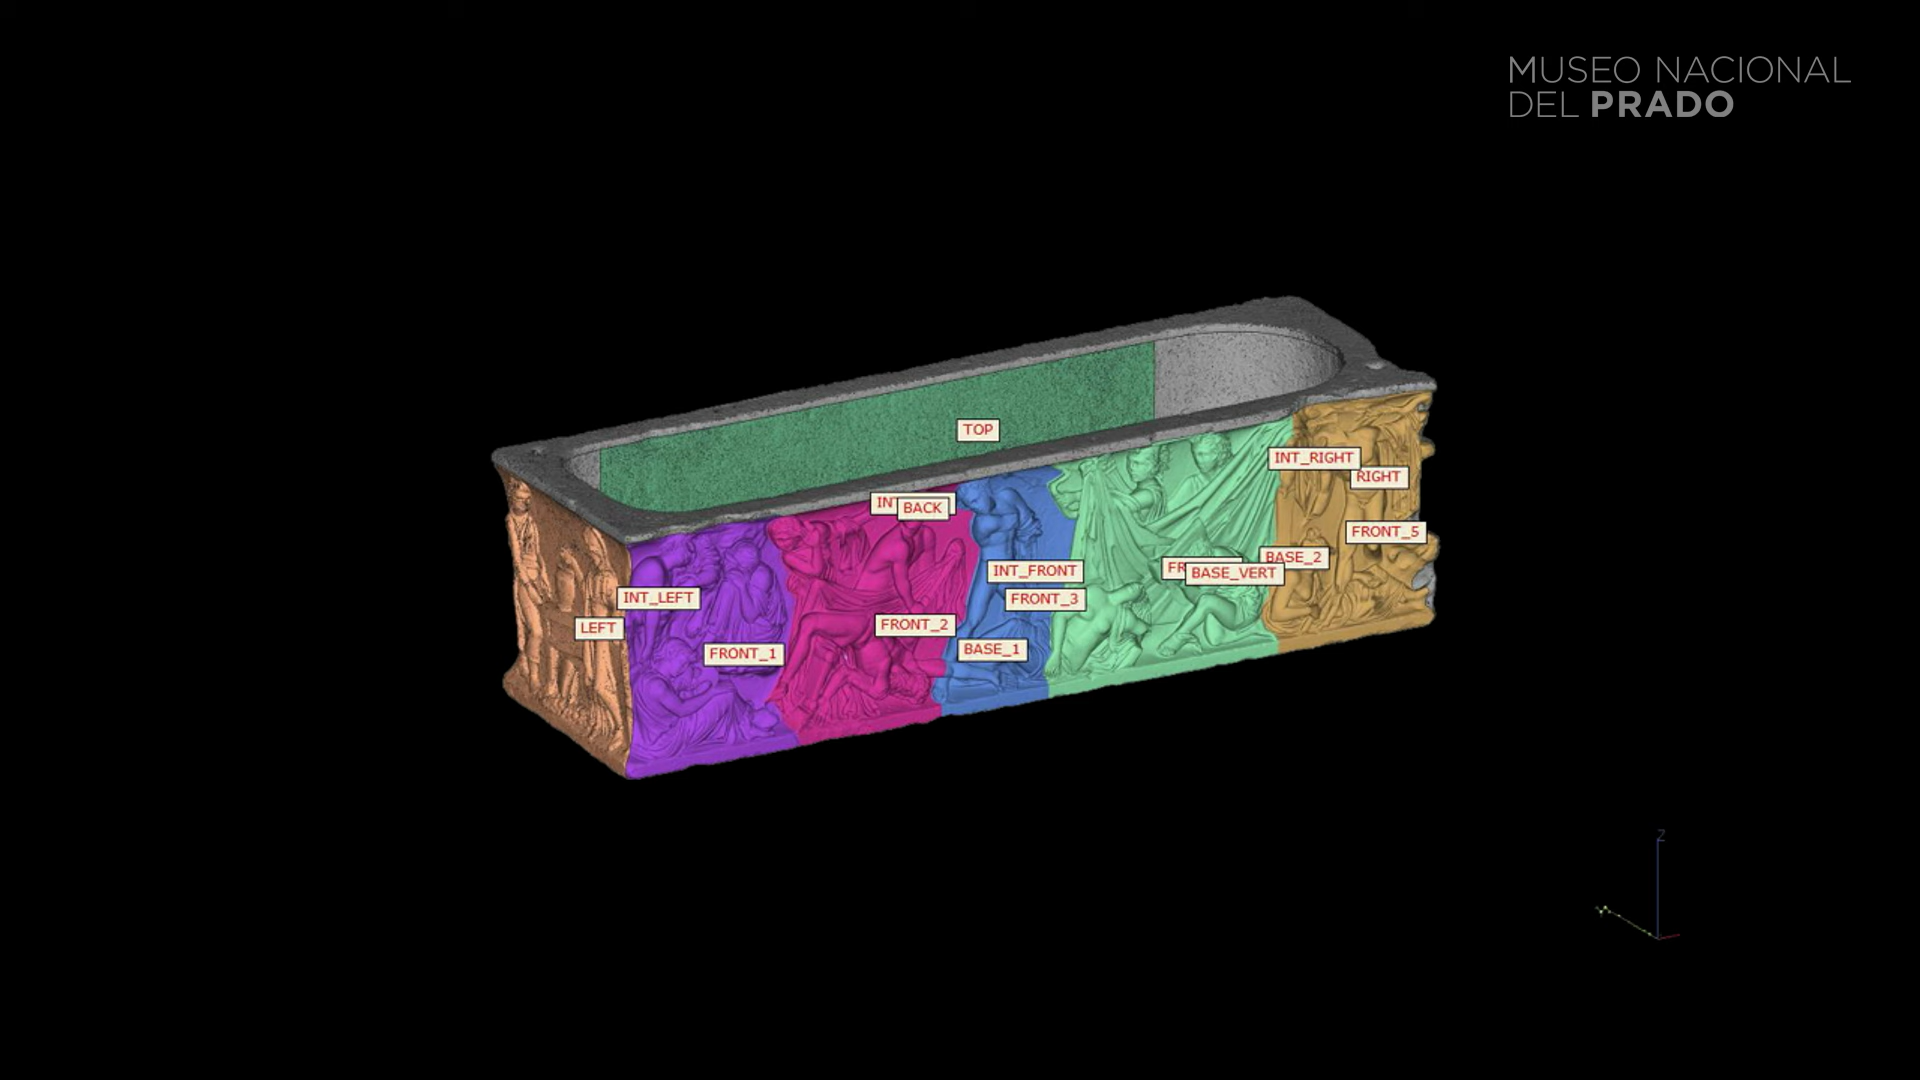 MUSEO NACIONAL
DEL PRADO
TOP
INT_RIGHT
RIGHT
BACK
FRONT_5
BASE_2
INT_FRONT
BASE_VERT
INT_LEFT
FRONT_3
LEFT
FRONT_2
BASE_1
FRONT_1
Z